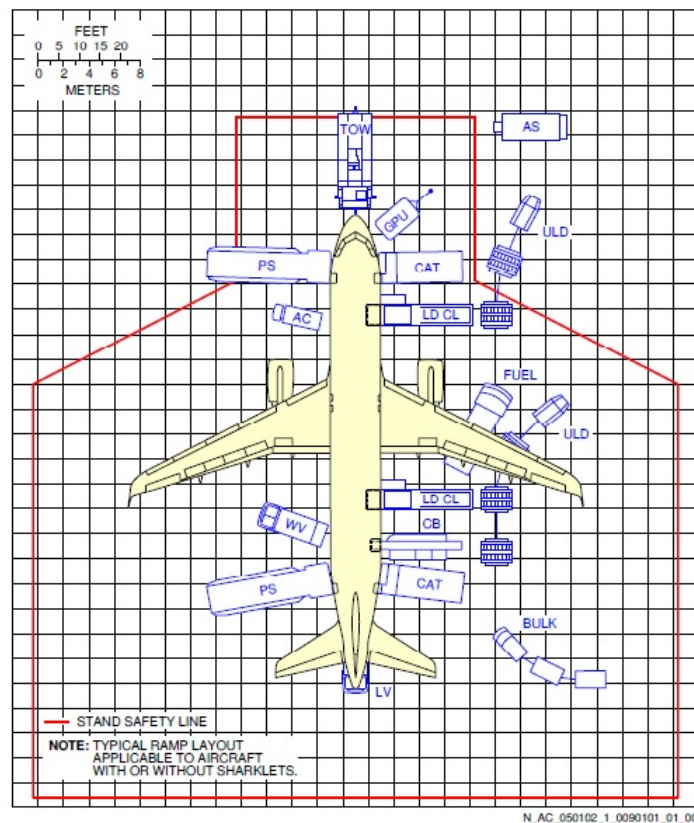 FEET
0 5 10 15 20
0 2 4 6 8
METERS
TOW
AS
GPU
ULD
PS
CAT
AC
LD CL
FUEL
ULD
LD CL
WV
CB
PS
CAT
BULK
LV
STAND SAFETY LINE
NOTE: TYPICAL RAMP LAYOUT
APPLICABLE TO AIRCRAFT
WITH OR WITHOUT SHARKLETS.